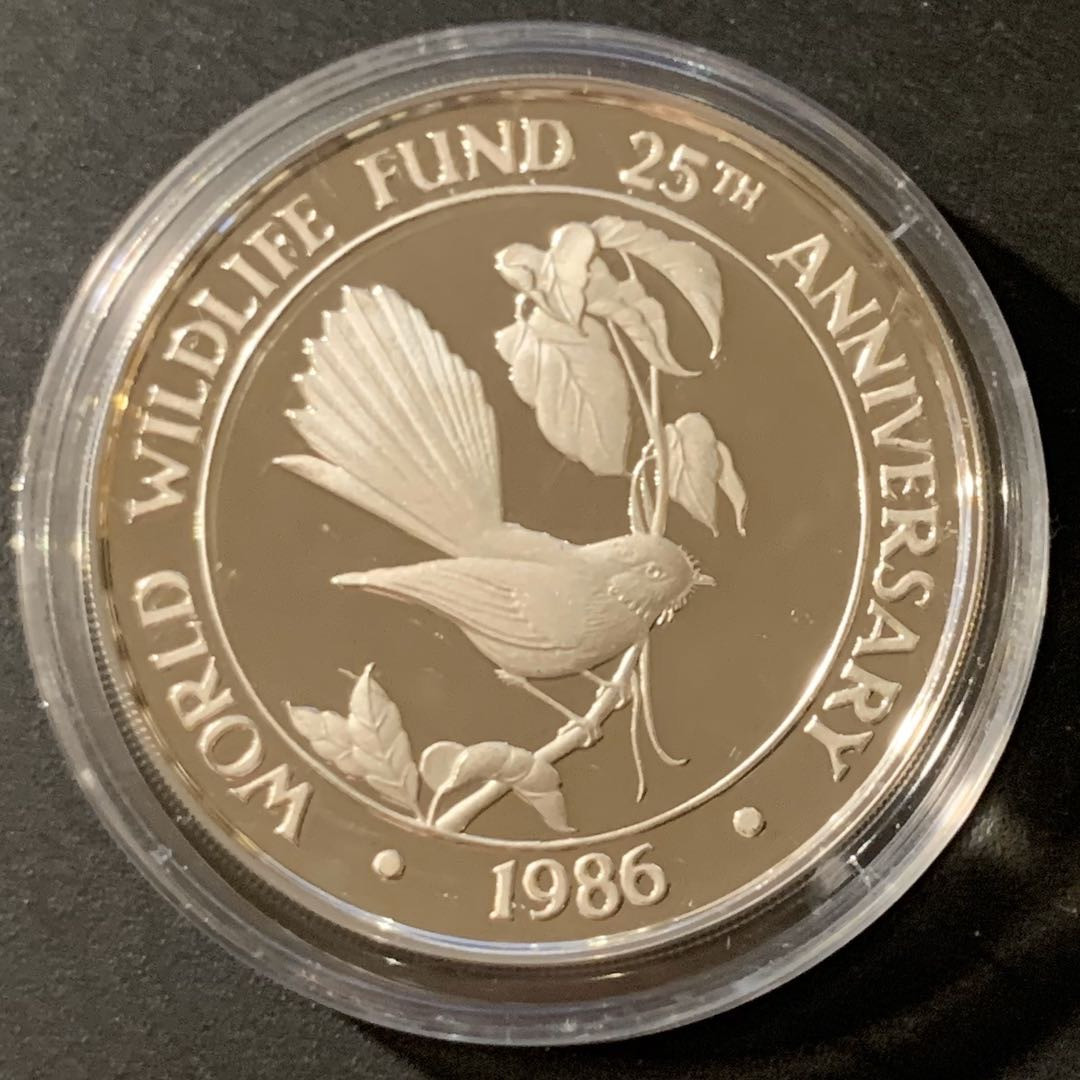 WORLD WILDLIFE FUND 25TH ANNIVERSARY
• 1986 •